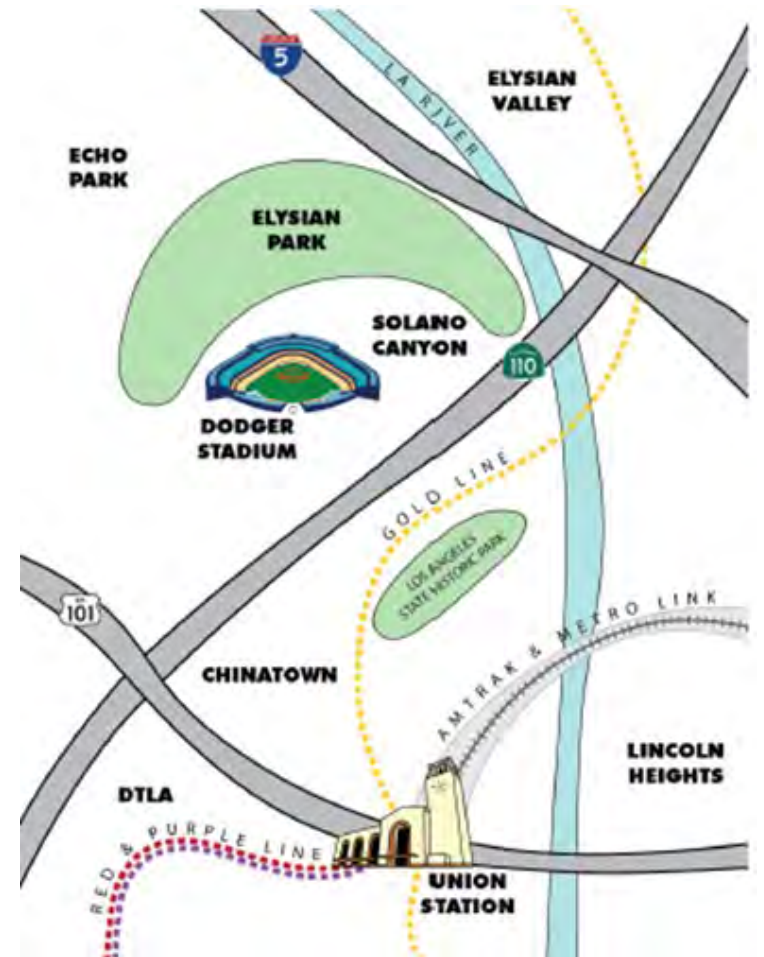 5
LA RIVER
ELYSIAN
VALLEY
ECHO
PARK
ELYSIAN
PARK
SOLANO
CANYON
110
DODGER
STADIUM
GOLD LINE
LOS ANGELES
STATE HISTORIC PARK
101
AMTRAK & METRO LINK
CHINATOWN
LINCOLN
HEIGHTS
DTLA
RED & PURPLE LINE
UNION
STATION